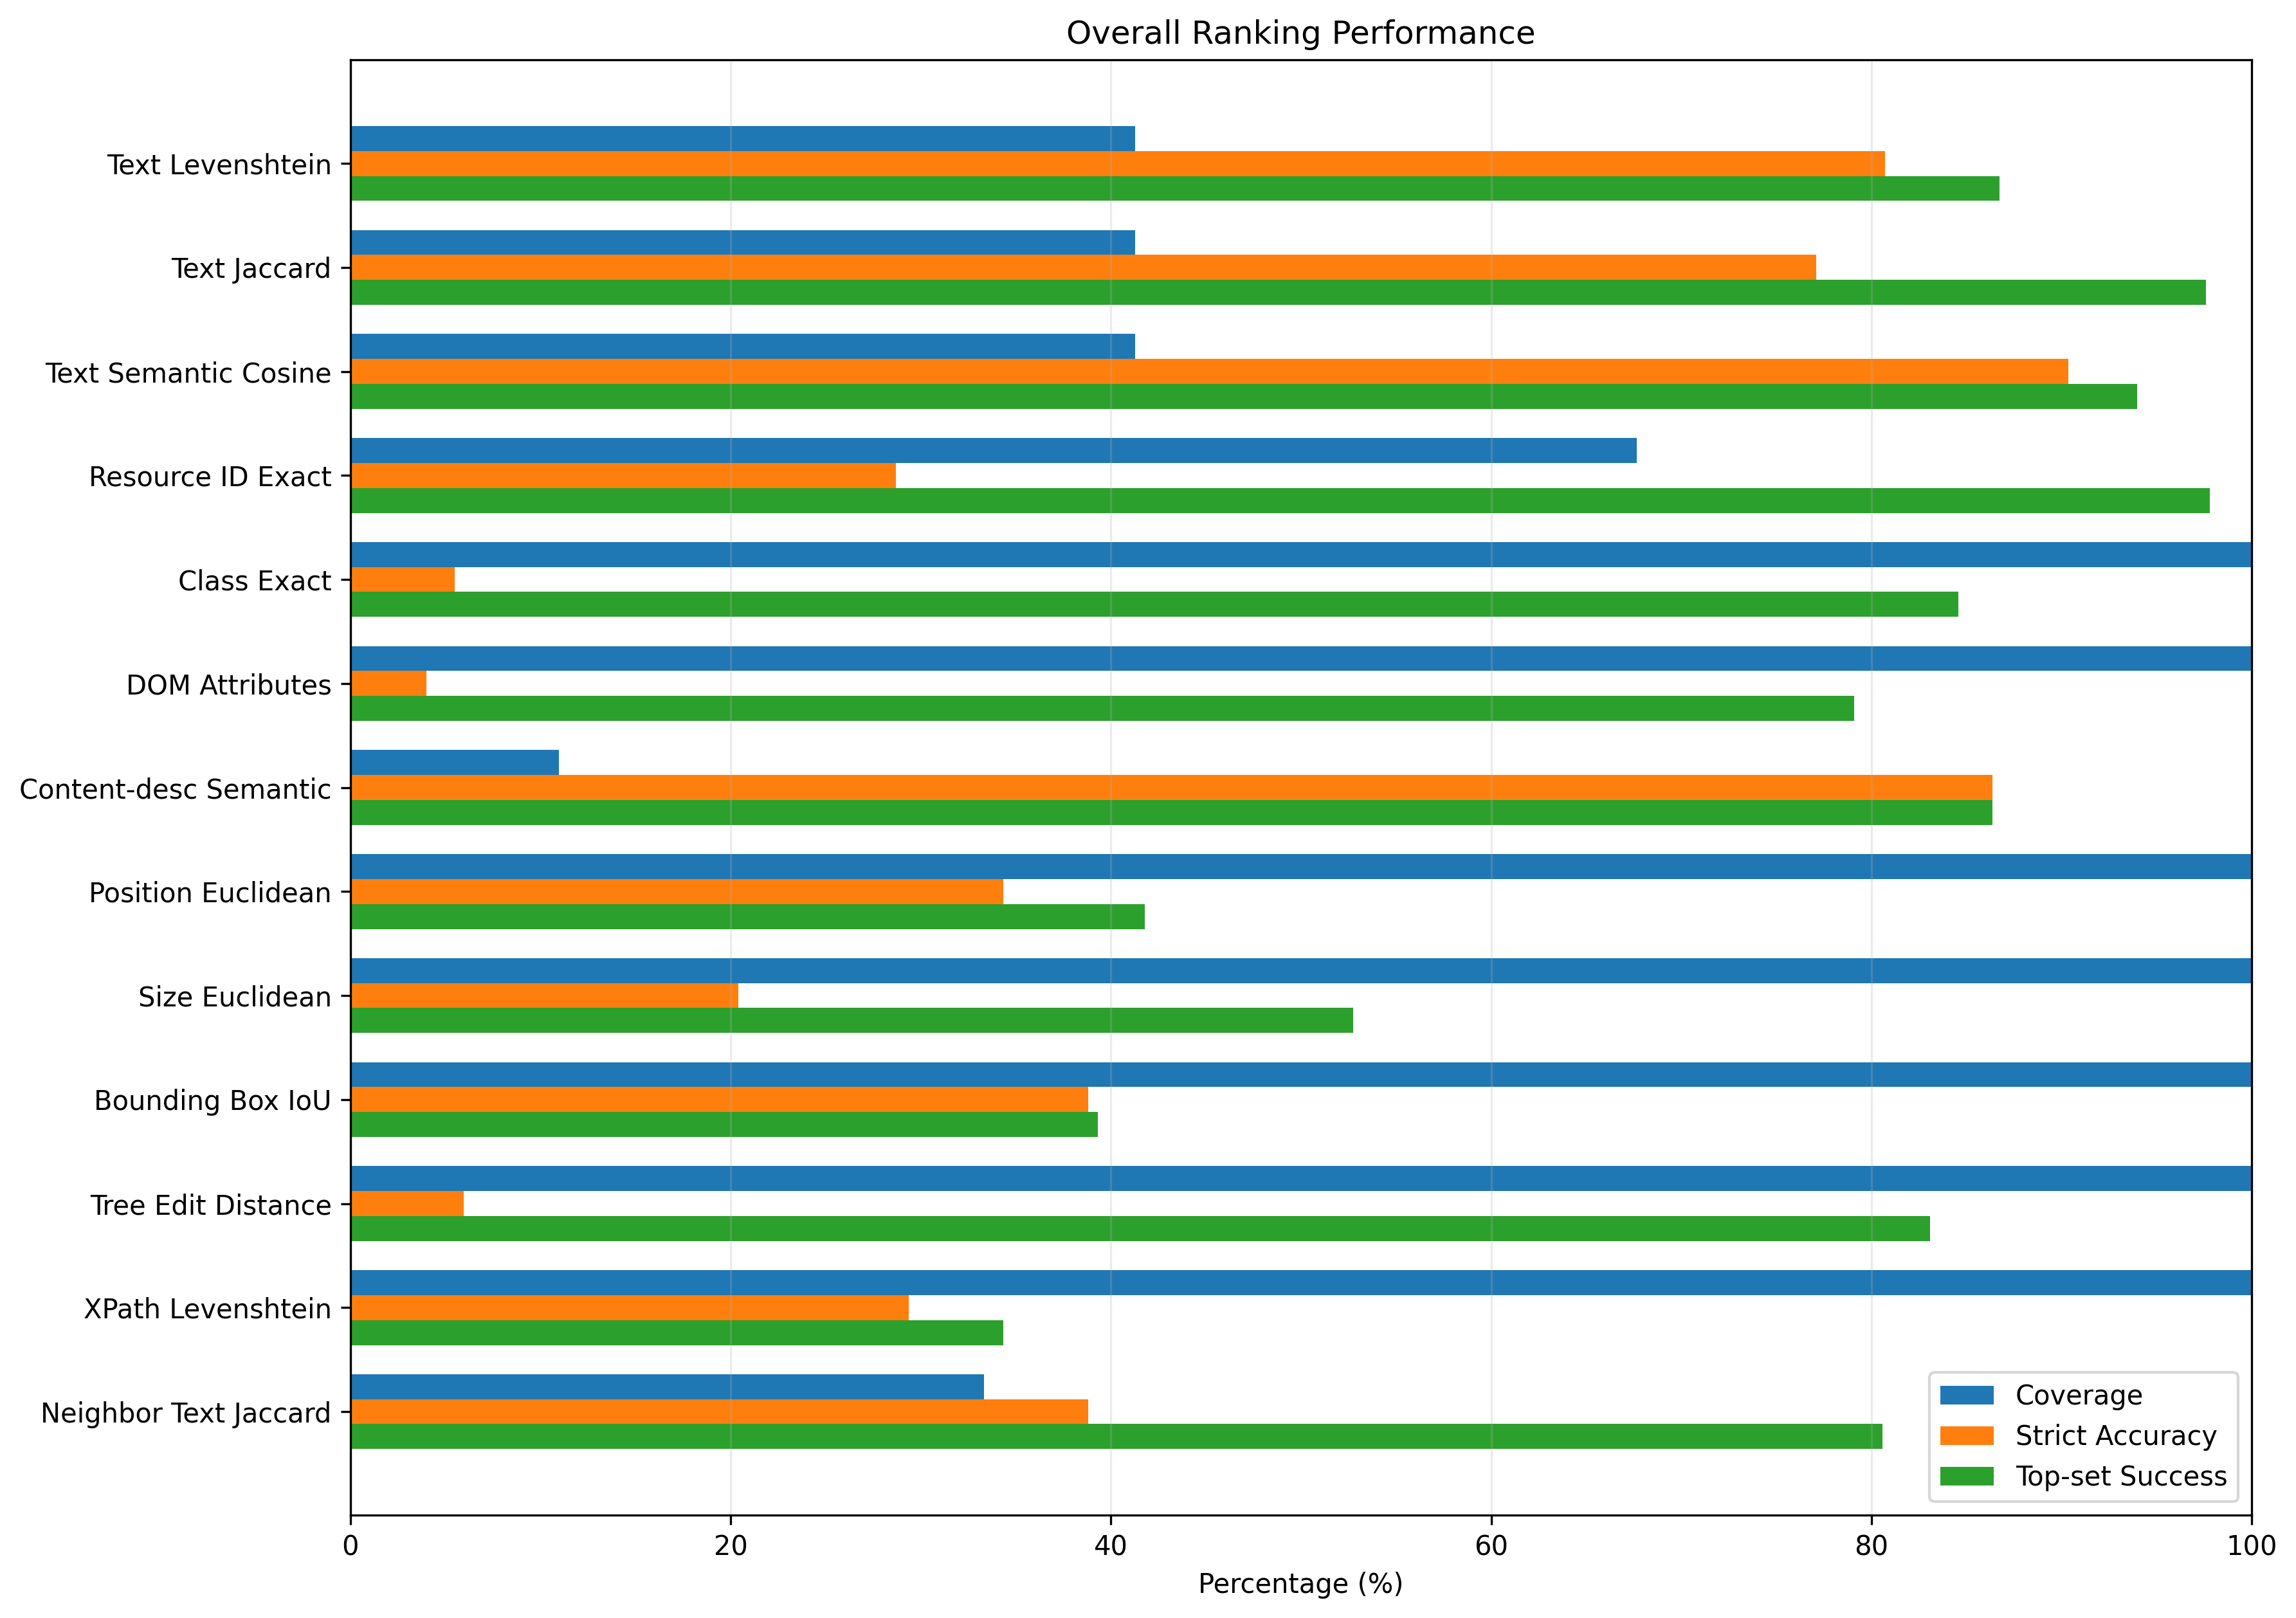 Overall Ranking Performance
Text Levenshtein
Text Jaccard
Text Semantic Cosine
Resource ID Exact
Class Exact
DOM Attributes
Content-desc Semantic
Position Euclidean
Size Euclidean
Bounding Box IoU
Tree Edit Distance
XPath Levenshtein
Neighbor Text Jaccard
Coverage
Strict Accuracy
Top-set Success
0 20 40 60 80 100
Percentage (%)